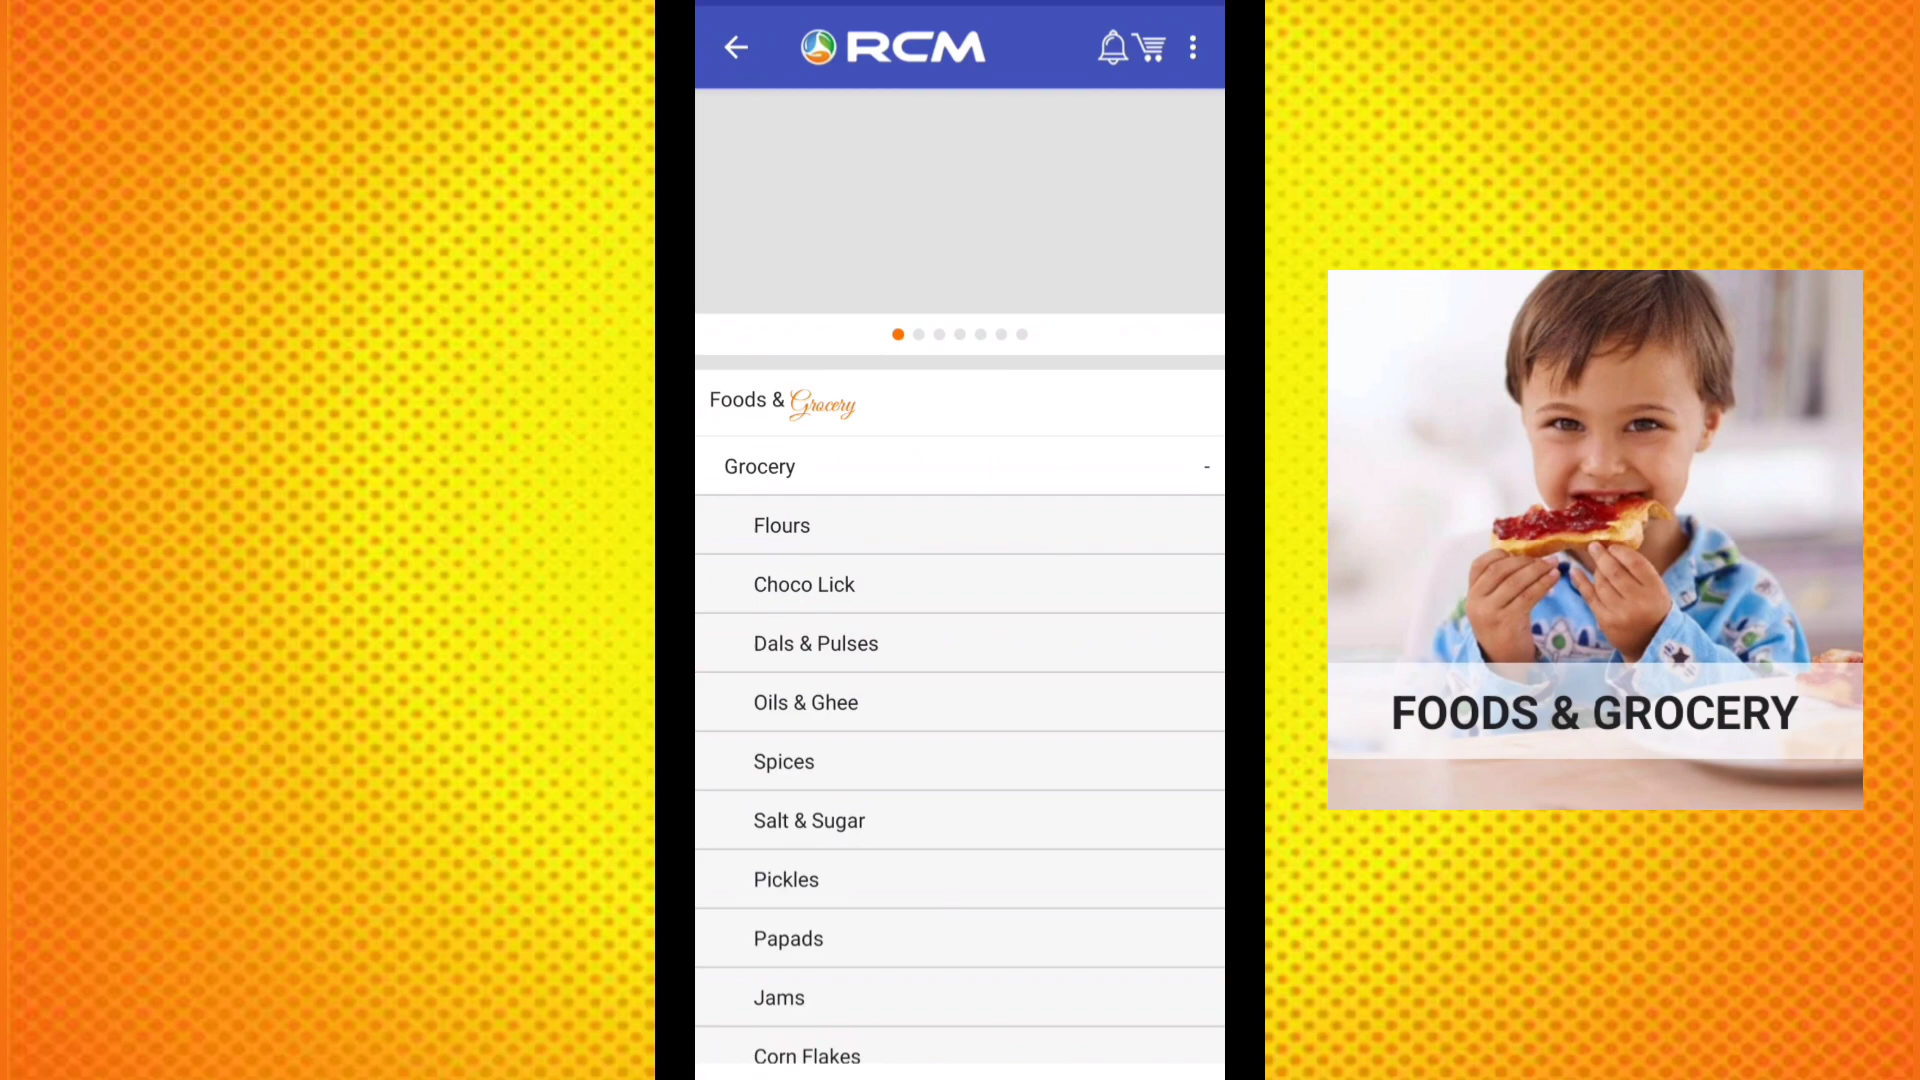 RCM
Foods & Grocery
Grocery -
Flours
Choco Lick
Dals & Pulses
Oils & Ghee
Spices
Salt & Sugar
Pickles
Papads
Jams
Corn Flakes
FOODS & GROCERY